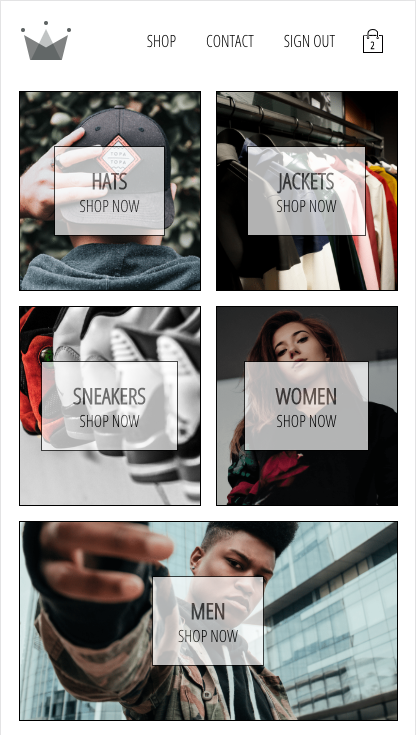 SHOP CONTACT SIGN OUT 2
HATS
SHOP NOW
JACKETS
SHOP NOW
SNEAKERS
SHOP NOW
WOMEN
SHOP NOW
MEN
SHOP NOW